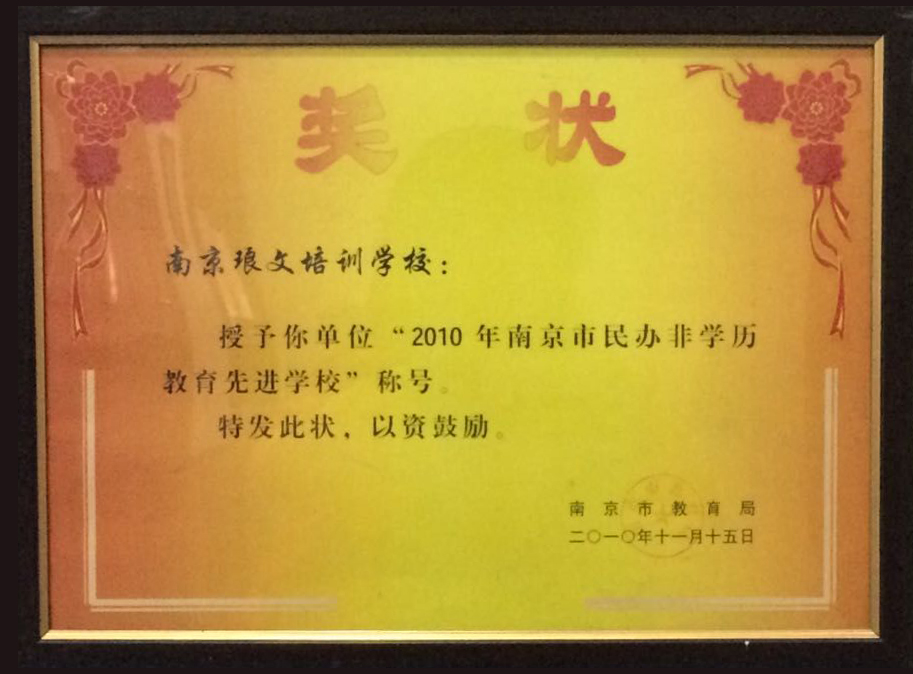 奖状
南京琅文培训学校：
授予你单位“2010年南京市民办非学历
教育先进学校”称号。
特发此状，以资鼓励。
南京市教育局
二〇一〇年十一月十五日